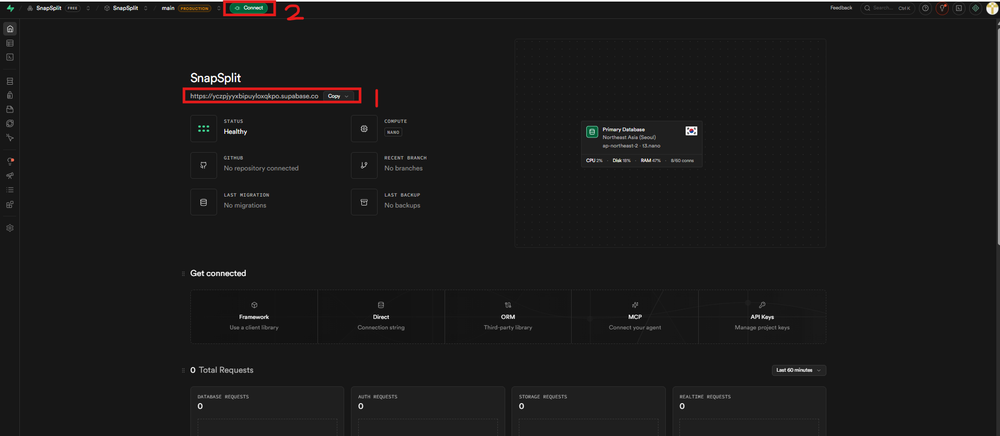 SnapSplit FREE SnapSplit main PRODUCTION Connect 2 Feedback Search... Ctrl K
SnapSplit
https://yczpjyyxbipuyloxqkpo.supabase.co Copy 1
STATUS
Healthy
COMPUTE
NANO
GITHUB
No repository connected
RECENT BRANCH
No branches
LAST MIGRATION
No migrations
LAST BACKUP
No backups
Primary Database
Northeast Asia (Seoul)
ap-northeast-2 · t3.nano
CPU 2% · Disk 18% · RAM 47% · 8/60 conns
Get connected
Framework
Use a client library
Direct
Connection string
ORM
Third-party library
MCP
Connect your agent
API Keys
Manage project keys
0 Total Requests
Last 60 minutes
DATABASE REQUESTS
0
AUTH REQUESTS
0
STORAGE REQUESTS
0
REALTIME REQUESTS
0